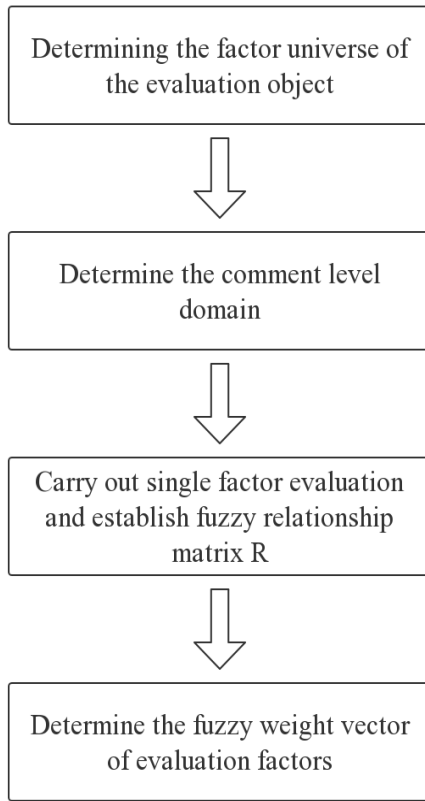 Determining the factor universe of
the evaluation object
Determine the comment level
domain
Carry out single factor evaluation
and establish fuzzy relationship
matrix R
Determine the fuzzy weight vector
of evaluation factors